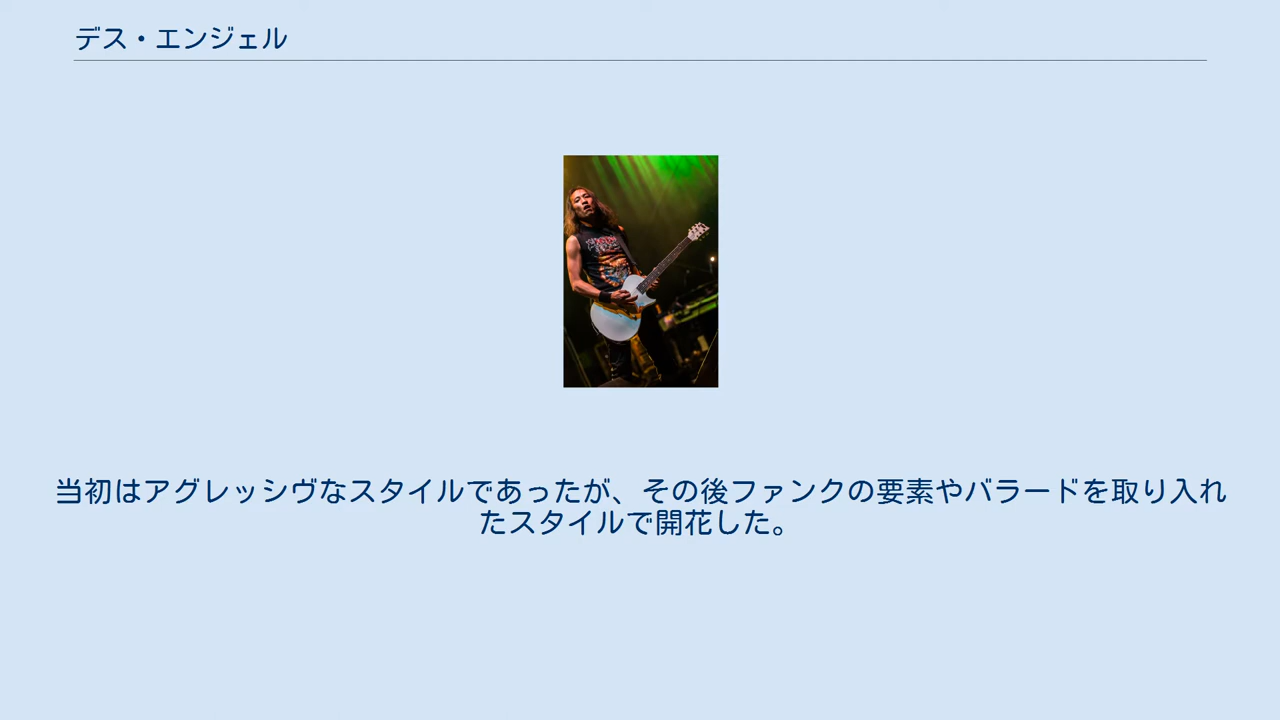 デス・エンジェル
当初はアグレッシヴなスタイルであったが、その後ファンクの要素やバラードを取り入れ
たスタイルで開花した。